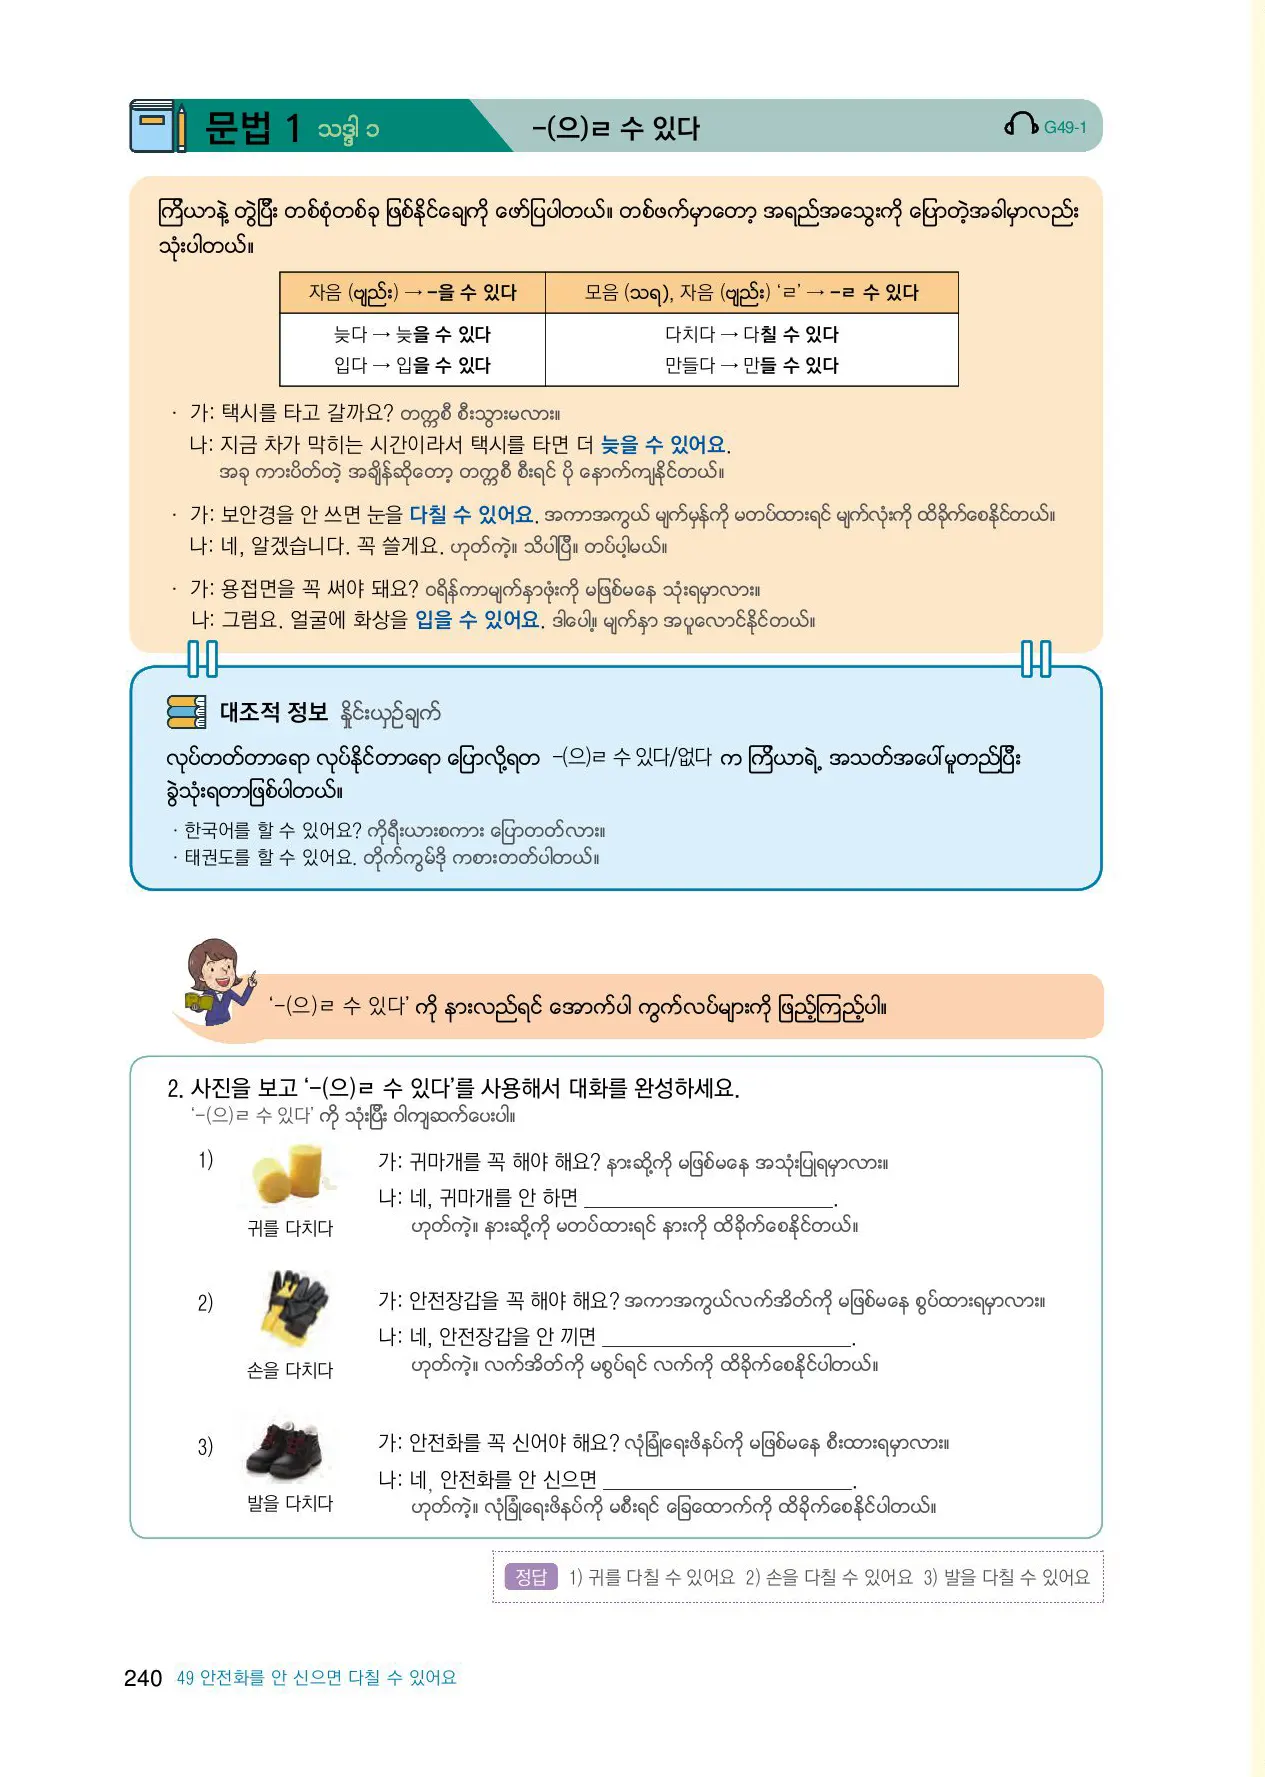 문법 1 သဒ္ဒါ ၁
-(으)ㄹ 수 있다
G49-1
ကြိယာနဲ့ တွဲပြီး တစ်စုံတစ်ခု ဖြစ်နိုင်ချေကို ဖော်ပြပါတယ်။ တစ်ဖက်မှာတော့ အရည်အသွေးကို ပြောတဲ့အခါမှာလည်း
သုံးပါတယ်။
자음 (ဗျည်း) → -을 수 있다
모음 (သရ), 자음 (ဗျည်း) ‘ㄹ’ → -ㄹ 수 있다
늦다 → 늦을 수 있다
다치다 → 다칠 수 있다
입다 → 입을 수 있다
만들다 → 만들 수 있다
· 가: 택시를 타고 갈까요? တက္ကစီ စီးသွားမလား။
나: 지금 차가 막히는 시간이라서 택시를 타면 더 늦을 수 있어요.
အခု ကားပိတ်တဲ့ အချိန်ဆိုတော့ တက္ကစီ စီးရင် ပို နောက်ကျနိုင်တယ်။
· 가: 보안경을 안 쓰면 눈을 다칠 수 있어요. အကာအကွယ် မျက်မှန်ကို မတပ်ထားရင် မျက်လုံးကို ထိခိုက်စေနိုင်တယ်။
나: 네, 알겠습니다. 꼭 쓸게요. ဟုတ်ကဲ့။ သိပါပြီ။ တပ်ပါ့မယ်။
· 가: 용접면을 꼭 써야 돼요? ဝရိန်ကာမျက်နှာဖုံးကို မဖြစ်မနေ သုံးရမှာလား။
나: 그럼요. 얼굴에 화상을 입을 수 있어요. ဒါပေါ့။ မျက်နှာ အပူလောင်နိုင်တယ်။
대조적 정보 နှိုင်းယှဉ်ချက်
လုပ်တတ်တာရော လုပ်နိုင်တာရော ပြောလို့ရတ -(으)ㄹ 수 있다/없다 က ကြိယာရဲ့ အသတ်အပေါ်မူတည်ပြီး
ခွဲသုံးရတာဖြစ်ပါတယ်။
· 한국어를 할 수 있어요? ကိုရီးယားစကား ပြောတတ်လား။
· 태권도를 할 수 있어요. တိုက်ကွမ်ဒို ကစားတတ်ပါတယ်။
‘-(으)ㄹ 수 있다’ ကို နားလည်ရင် အောက်ပါ ကွက်လပ်များကို ဖြည့်ကြည့်ပါ။
2. 사진을 보고 ‘-(으)ㄹ 수 있다’를 사용해서 대화를 완성하세요.
‘-(으)ㄹ 수 있다’ ကို သုံးပြီး ဝါကျဆက်ပေးပါ။
1)
가: 귀마개를 꼭 해야 해요? နားဆို့ကို မဖြစ်မနေ အသုံးပြုရမှာလား။
나: 네, 귀마개를 안 하면 ________________.
귀를 다치다
ဟုတ်ကဲ့။ နားဆို့ကို မတပ်ထားရင် နားကို ထိခိုက်စေနိုင်တယ်။
2)
가: 안전장갑을 꼭 해야 해요? အကာအကွယ်လက်အိတ်ကို မဖြစ်မနေ စွပ်ထားရမှာလား။
나: 네, 안전장갑을 안 끼면 ________________.
손을 다치다
ဟုတ်ကဲ့။ လက်အိတ်ကို မစွပ်ရင် လက်ကို ထိခိုက်စေနိုင်ပါတယ်။
3)
가: 안전화를 꼭 신어야 해요? လုံခြုံရေးဖိနပ်ကို မဖြစ်မနေ စီးထားရမှာလား။
나: 네, 안전화를 안 신으면 ________________.
발을 다치다
ဟုတ်ကဲ့။ လုံခြုံရေးဖိနပ်ကို မစီးရင် ခြေထောက်ကို ထိခိုက်စေနိုင်ပါတယ်။
정답 1) 귀를 다칠 수 있어요 2) 손을 다칠 수 있어요 3) 발을 다칠 수 있어요
240 49 안전화를 안 신으면 다칠 수 있어요